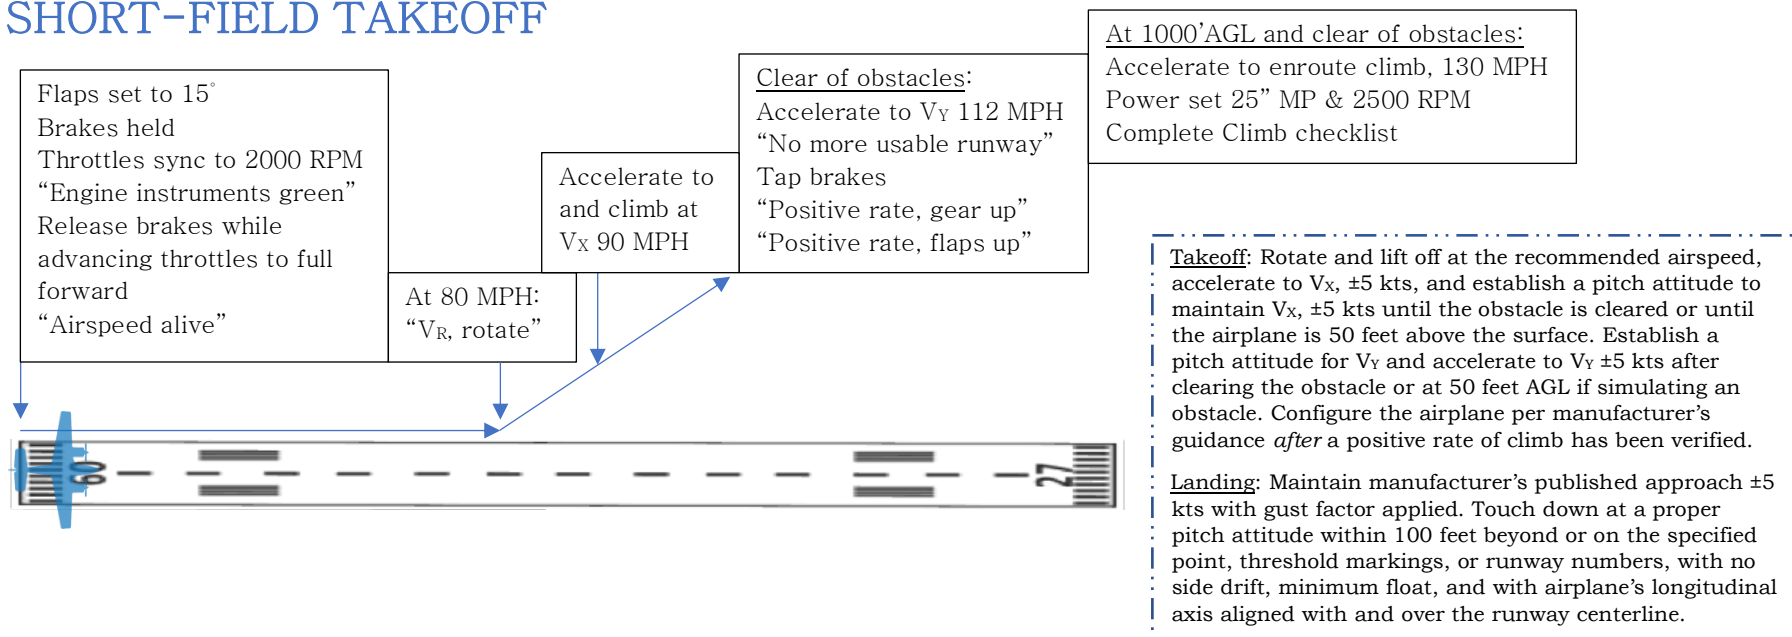 SHORT-FIELD TAKEOFF
Flaps set to 15°
Brakes held
Throttles sync to 2000 RPM
“Engine instruments green”
Release brakes while
advancing throttles to full
forward
“Airspeed alive”
At 80 MPH:
“VR, rotate”
Accelerate to
and climb at
VX 90 MPH
Clear of obstacles:
Accelerate to VY 112 MPH
“No more usable runway”
Tap brakes
“Positive rate, gear up”
“Positive rate, flaps up”
At 1000’AGL and clear of obstacles:
Accelerate to enroute climb, 130 MPH
Power set 25” MP & 2500 RPM
Complete Climb checklist
Takeoff: Rotate and lift off at the recommended airspeed,
accelerate to VX, ±5 kts, and establish a pitch attitude to
maintain VX, ±5 kts until the obstacle is cleared or until
the airplane is 50 feet above the surface. Establish a
pitch attitude for VY and accelerate to VY ±5 kts after
clearing the obstacle or at 50 feet AGL if simulating an
obstacle. Configure the airplane per manufacturer’s
guidance after a positive rate of climb has been verified.
Landing: Maintain manufacturer’s published approach ±5
kts with gust factor applied. Touch down at a proper
pitch attitude within 100 feet beyond or on the specified
point, threshold markings, or runway numbers, with no
side drift, minimum float, and with airplane’s longitudinal
axis aligned with and over the runway centerline.
09
27